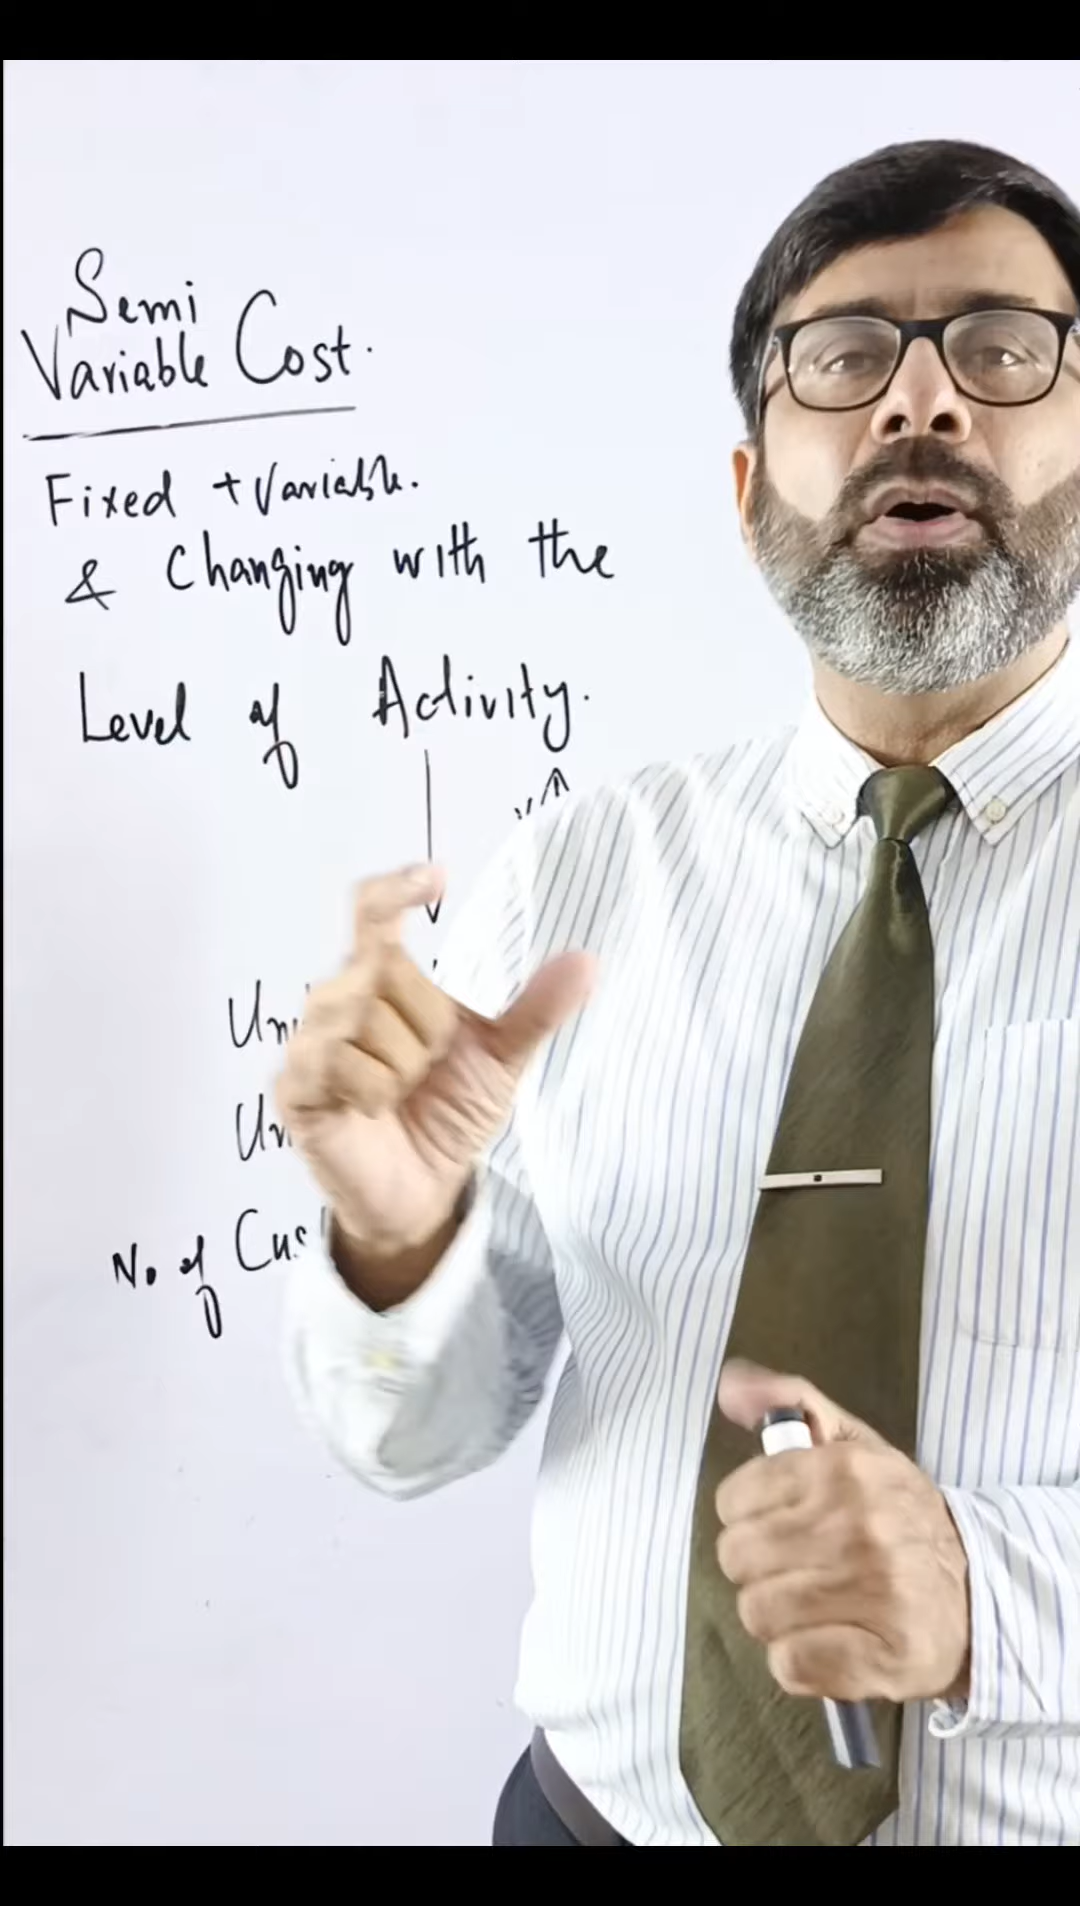 Semi
Variable Cost.
Fixed + Variable.
& Changing with the
Level of Activity.
No. of